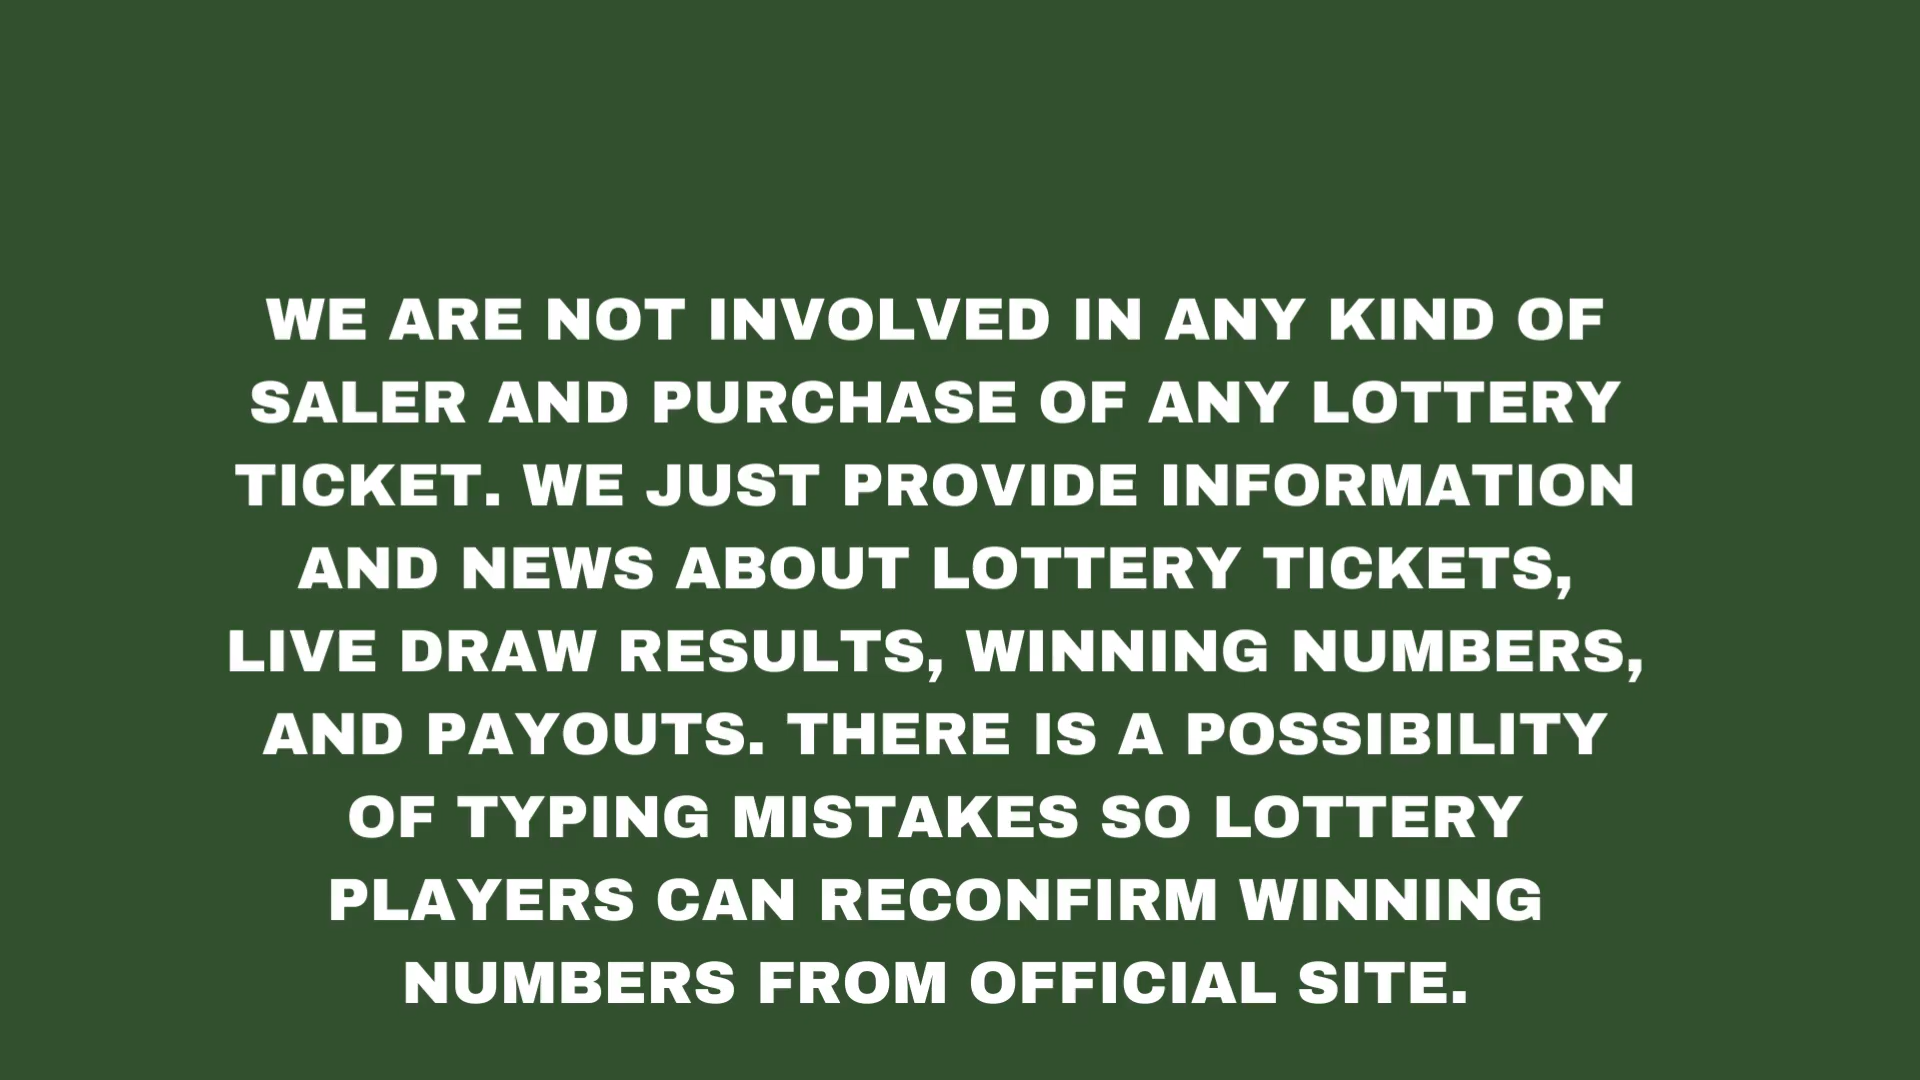 WE ARE NOT INVOLVED IN ANY KIND OF
SALER AND PURCHASE OF ANY LOTTERY
TICKET. WE JUST PROVIDE INFORMATION
AND NEWS ABOUT LOTTERY TICKETS,
LIVE DRAW RESULTS, WINNING NUMBERS,
AND PAYOUTS. THERE IS A POSSIBILITY
OF TYPING MISTAKES SO LOTTERY
PLAYERS CAN RECONFIRM WINNING
NUMBERS FROM OFFICIAL SITE.